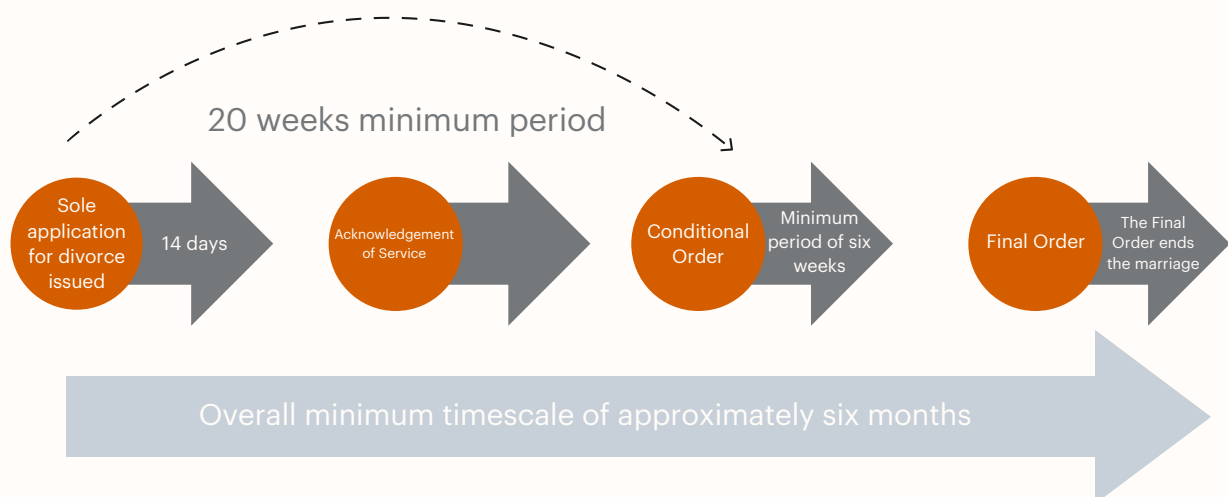 20 weeks minimum period
Sole
application
for divorce
issued
14 days
Acknowledgement
of Service
Conditional
Order
Minimum
period of six
weeks
Final Order
The Final
Order ends
the marriage
Overall minimum timescale of approximately six months